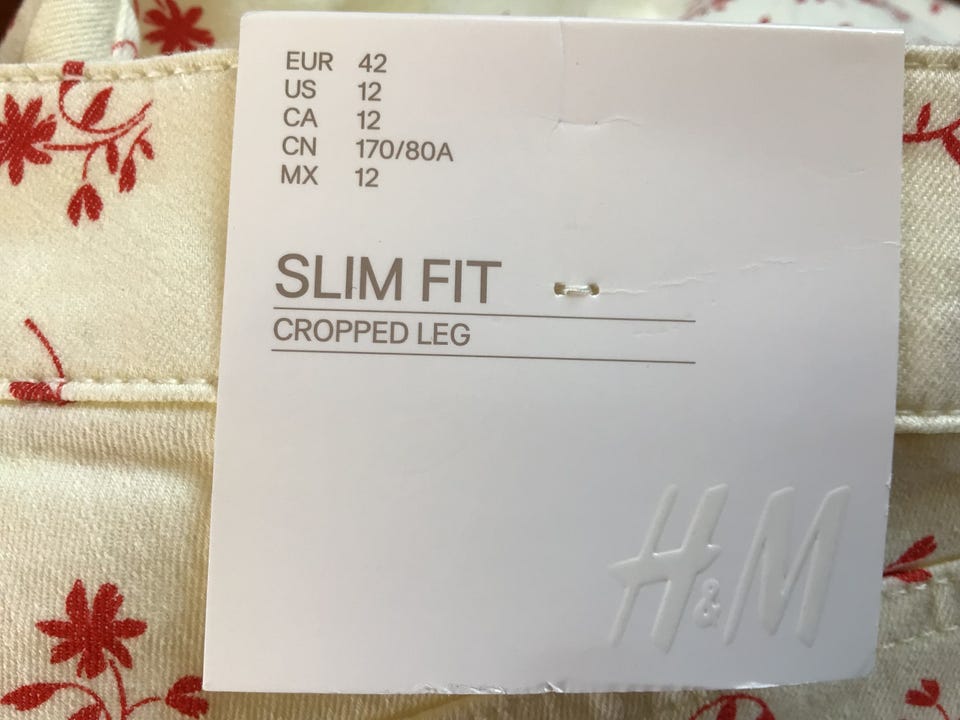 EUR 42
US 12
CA 12
CN 170/80A
MX 12
SLIM FIT
CROPPED LEG
H&M